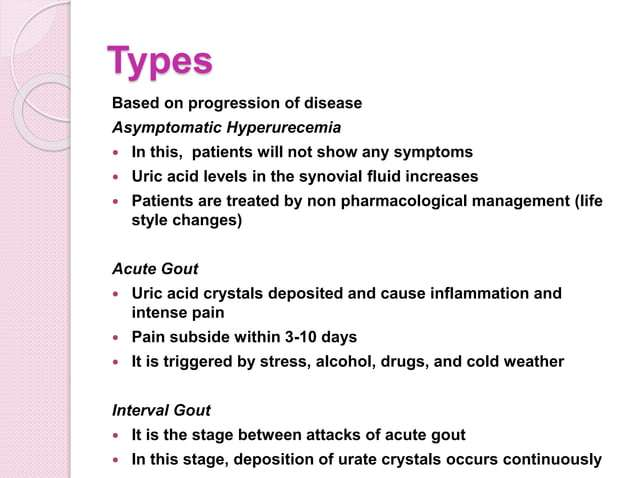 Types
Based on progression of disease
Asymptomatic Hyperurecemia
• In this, patients will not show any symptoms
• Uric acid levels in the synovial fluid increases
• Patients are treated by non pharmacological management (life
style changes)
Acute Gout
• Uric acid crystals deposited and cause inflammation and
intense pain
• Pain subside within 3-10 days
• It is triggered by stress, alcohol, drugs, and cold weather
Interval Gout
• It is the stage between attacks of acute gout
• In this stage, deposition of urate crystals occurs continuously